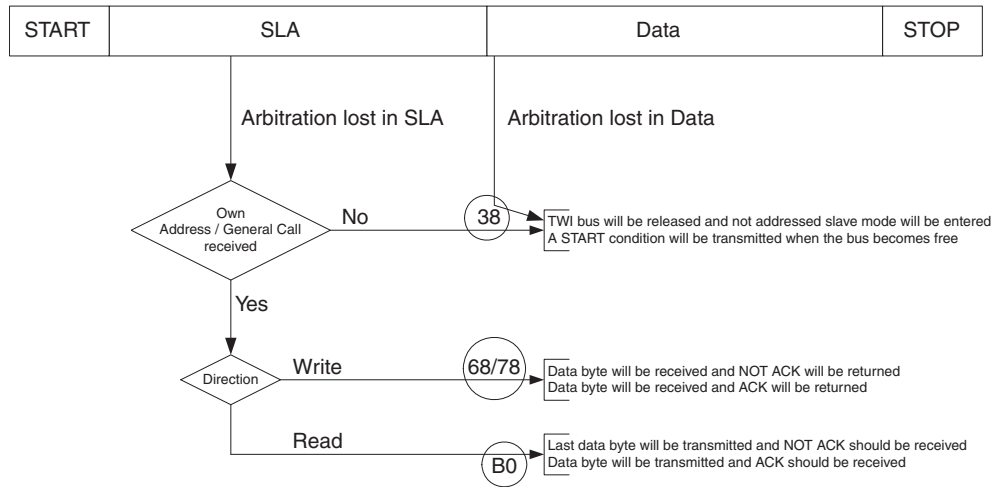 START
SLA
Data
STOP
Arbitration lost in SLA
Arbitration lost in Data
Own
Address / General Call
received
No
38
TWI bus will be released and not addressed slave mode will be entered
A START condition will be transmitted when the bus becomes free
Yes
Direction
Write
68/78
Data byte will be received and NOT ACK will be returned
Data byte will be received and ACK will be returned
Read
B0
Last data byte will be transmitted and NOT ACK should be received
Data byte will be transmitted and ACK should be received